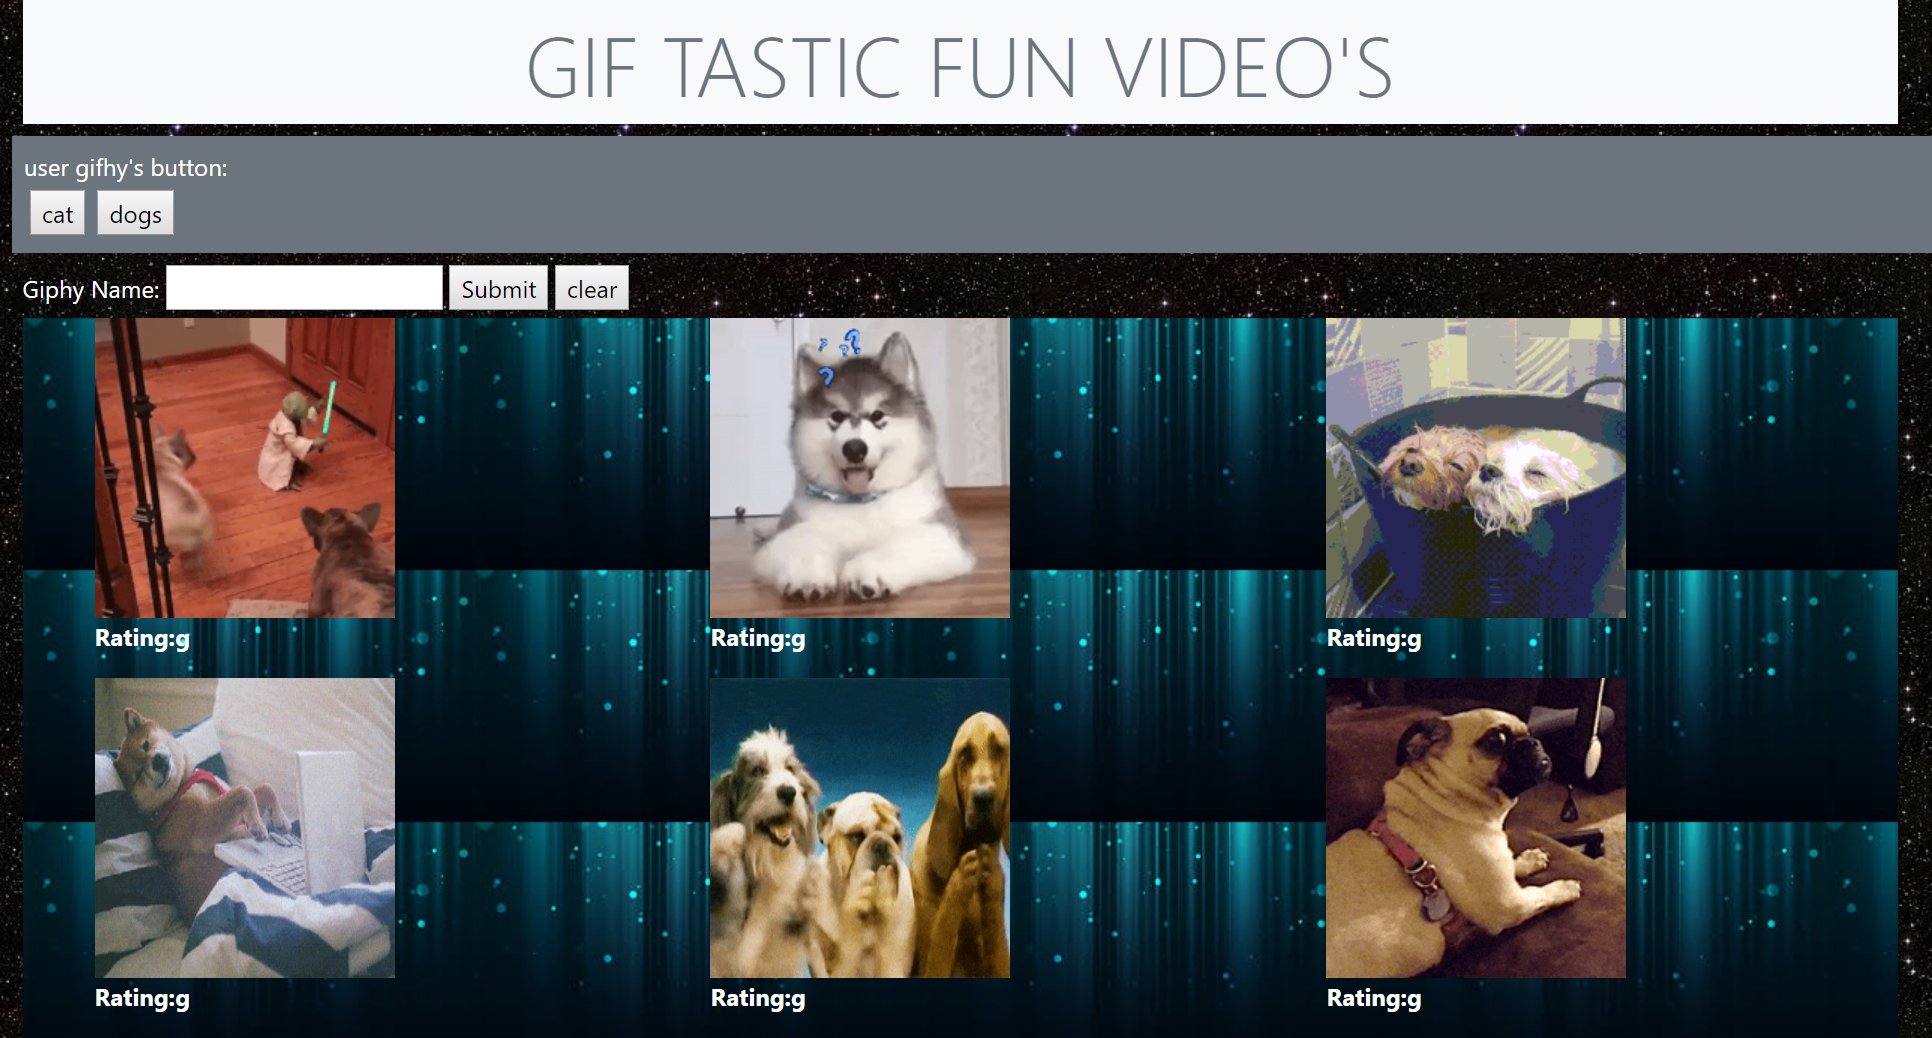 GIF TASTIC FUN VIDEO'S
user gifhy's button:
cat dogs
Giphy Name: Submit clear
? ? ? ?
Rating:g Rating:g Rating:g
Rating:g Rating:g Rating:g